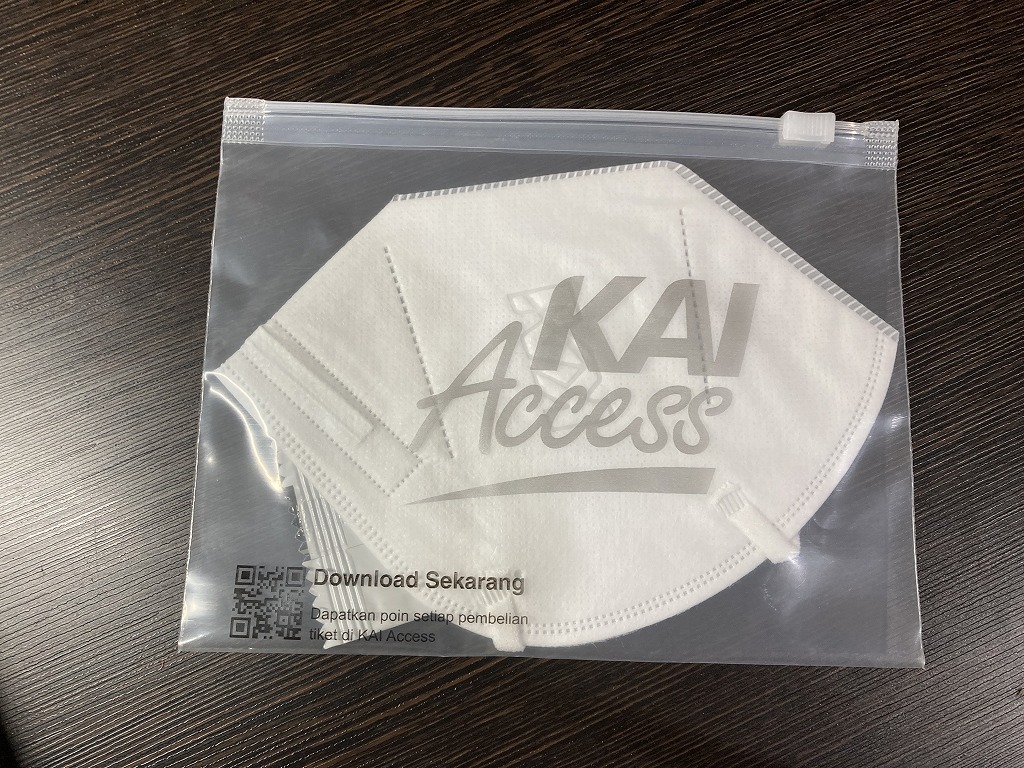 KAI
Access
Download Sekarang
Dapatkan poin setiap pembelian
tiket di KAI Access